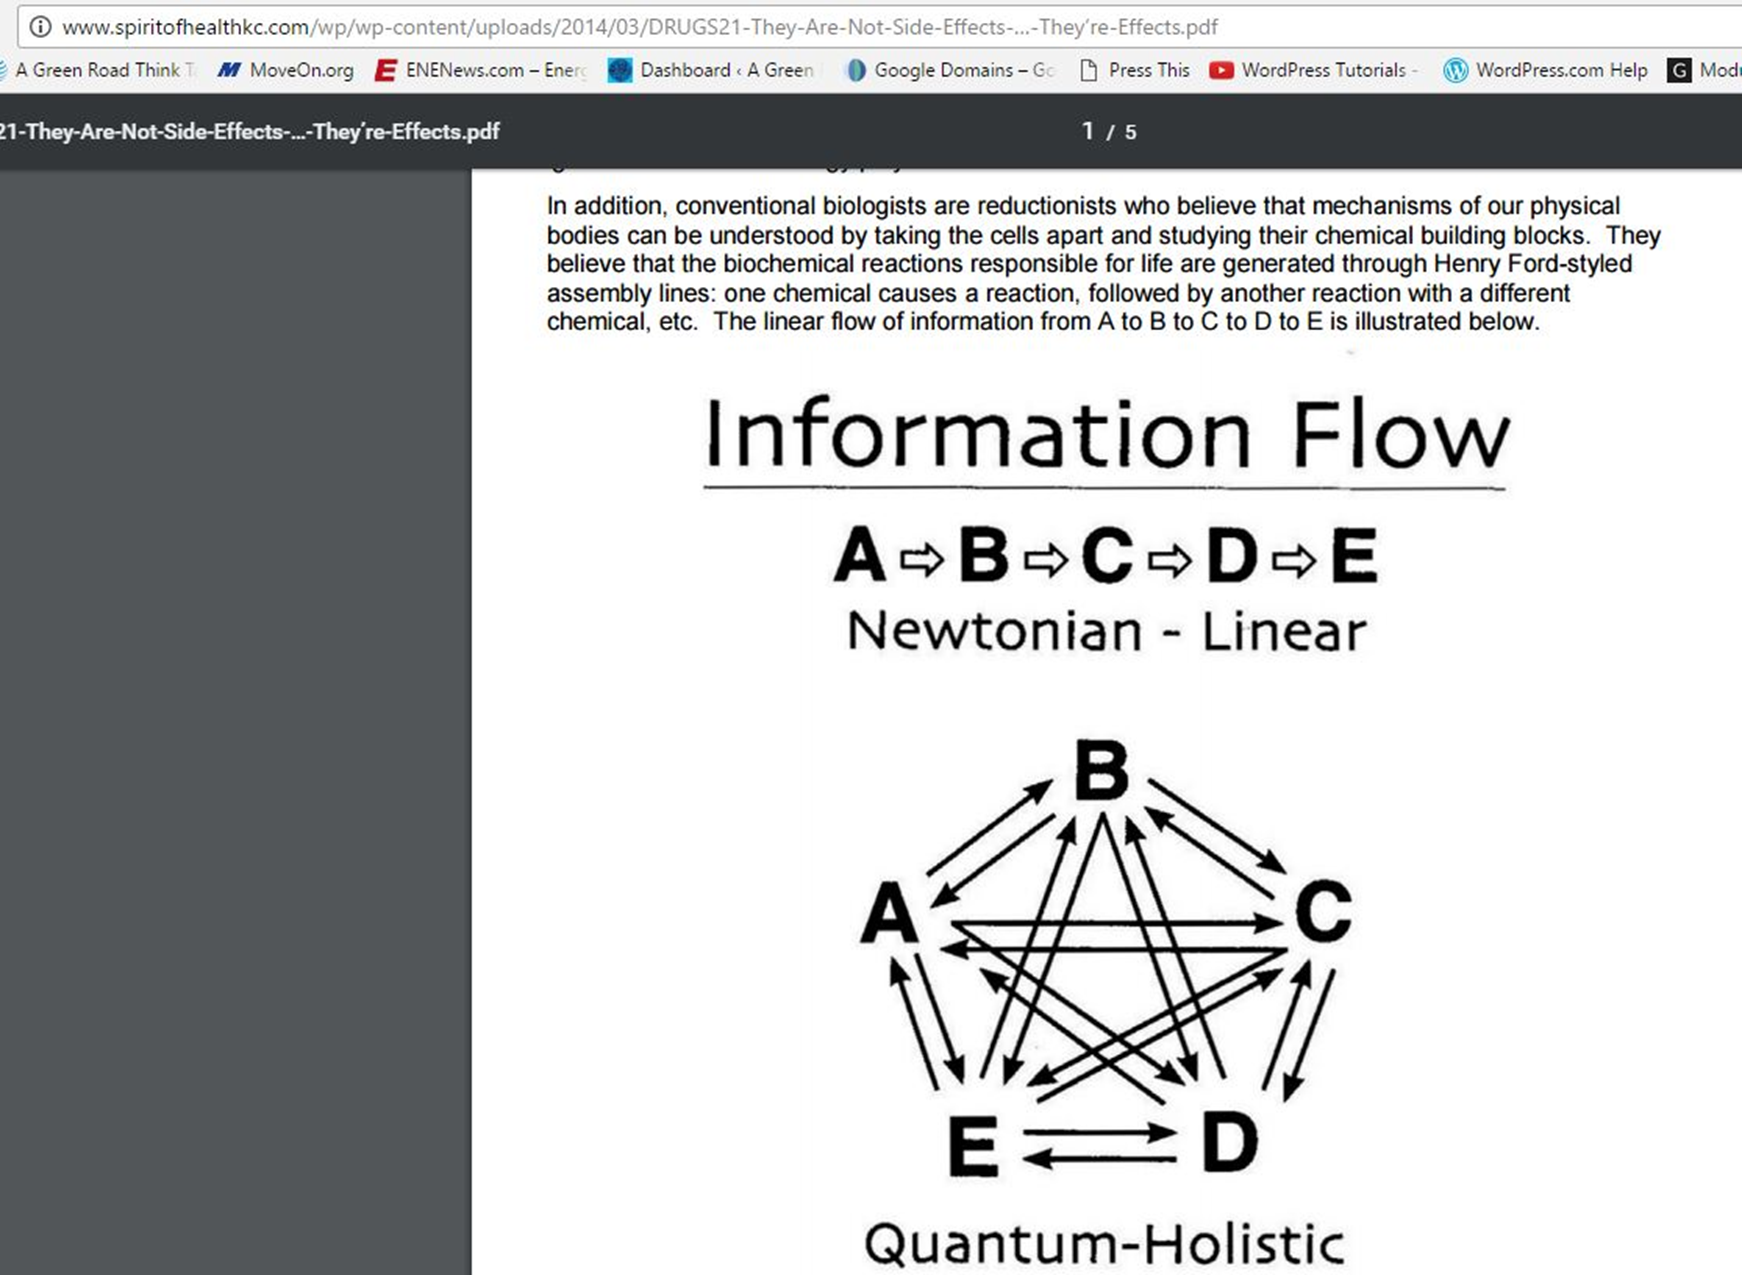 www.spiritofhealthkc.com/wp/wp-content/uploads/2014/03/DRUGS21-They-Are-Not-Side-Effects-...-They're-Effects.pdf
A Green Road Think T MoveOn.org ENENews.com – Ener Dashboard ‹ A Green Google Domains – Go Press This WordPress Tutorials - WordPress.com Help G Modu
21-They-Are-Not-Side-Effects-...-They're-Effects.pdf 1 / 5
In addition, conventional biologists are reductionists who believe that mechanisms of our physical
bodies can be understood by taking the cells apart and studying their chemical building blocks. They
believe that the biochemical reactions responsible for life are generated through Henry Ford-styled
assembly lines: one chemical causes a reaction, followed by another reaction with a different
chemical, etc. The linear flow of information from A to B to C to D to E is illustrated below.
Information Flow
A ⇨ B ⇨ C ⇨ D ⇨ E
Newtonian - Linear
B
A C
E D
Quantum-Holistic